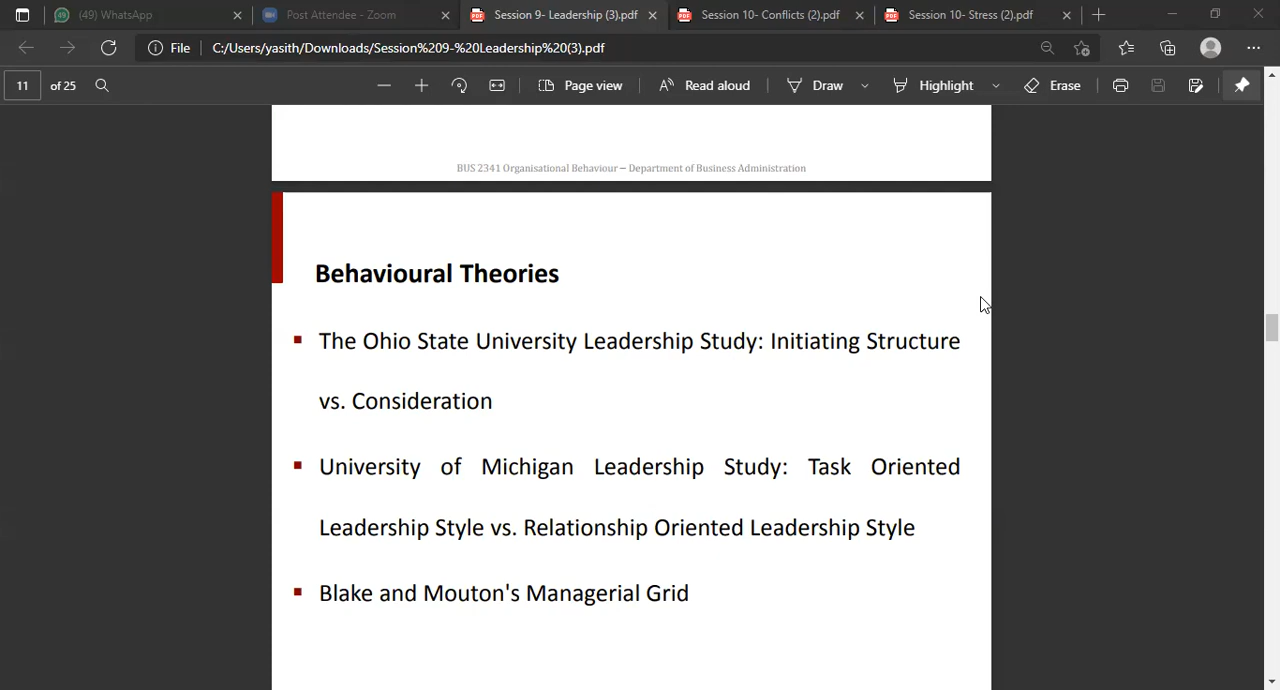 (49) WhatsApp
Post Attendee - Zoom
Session 9- Leadership (3).pdf
Session 10- Conflicts (2).pdf
Session 10- Stress (2).pdf
File
C:/Users/yasith/Downloads/Session%209-%20Leadership%20(3).pdf
11 of 25
Page view
Read aloud
Draw
Highlight
Erase
BUS 2341 Organisational Behaviour – Department of Business Administration
Behavioural Theories
▪ The Ohio State University Leadership Study: Initiating Structure
vs. Consideration
▪ University of Michigan Leadership Study: Task Oriented
Leadership Style vs. Relationship Oriented Leadership Style
▪ Blake and Mouton's Managerial Grid